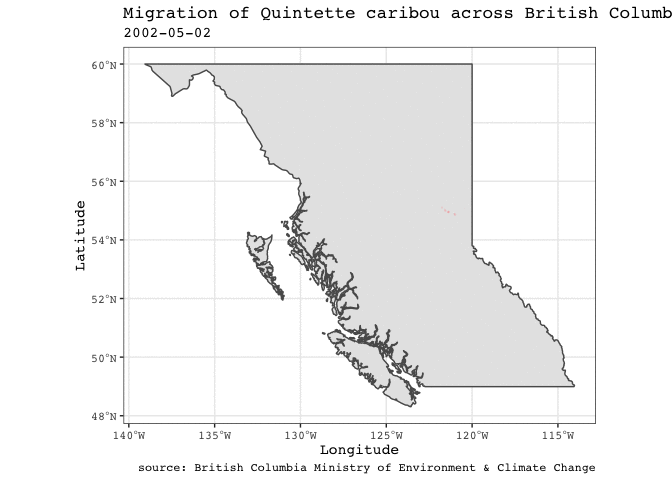 Migration of Quintette caribou across British Columb
2002-05-02
60°N
58°N
56°N
54°N
52°N
50°N
48°N
Latitude
140°W 135°W 130°W 125°W 120°W 115°W
Longitude
source: British Columbia Ministry of Environment & Climate Change